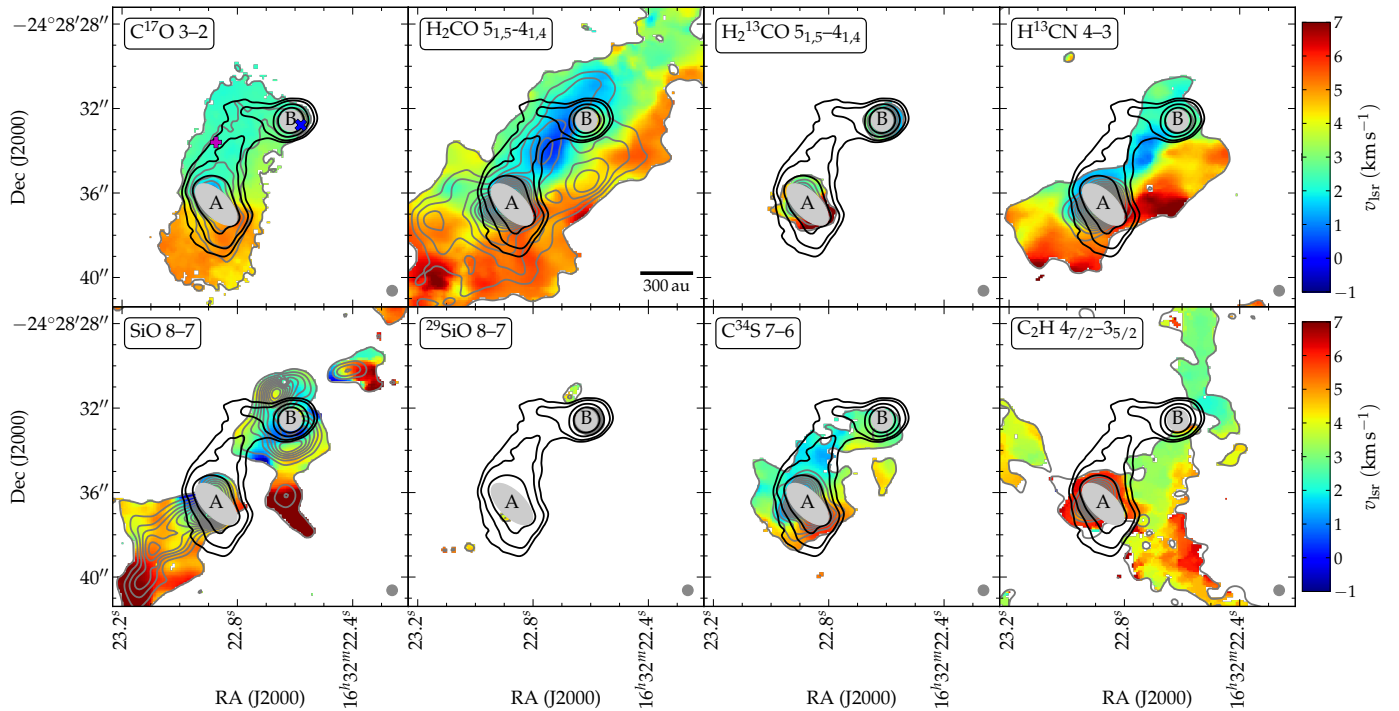 −24°28′28″
32″
36″
40″
Dec (J2000)
C¹⁷O 3–2
B
A
H₂CO 5₁,₅-4₁,₄
B
A
300 au
H₂¹³CO 5₁,₅–4₁,₄
B
A
H¹³CN 4–3
B
A
7
6
5
4
3
2
1
0
−1
v_lsr (km s⁻¹)
−24°28′28″
32″
36″
40″
Dec (J2000)
SiO 8–7
B
A
²⁹SiO 8–7
B
A
C³⁴S 7–6
B
A
C₂H 4₇/₂–3₅/₂
B
A
7
6
5
4
3
2
1
0
−1
v_lsr (km s⁻¹)
23.2ˢ
22.8ˢ
16ʰ32ᵐ22.4ˢ
23.2ˢ
22.8ˢ
16ʰ32ᵐ22.4ˢ
23.2ˢ
22.8ˢ
16ʰ32ᵐ22.4ˢ
23.2ˢ
22.8ˢ
16ʰ32ᵐ22.4ˢ
RA (J2000)
RA (J2000)
RA (J2000)
RA (J2000)